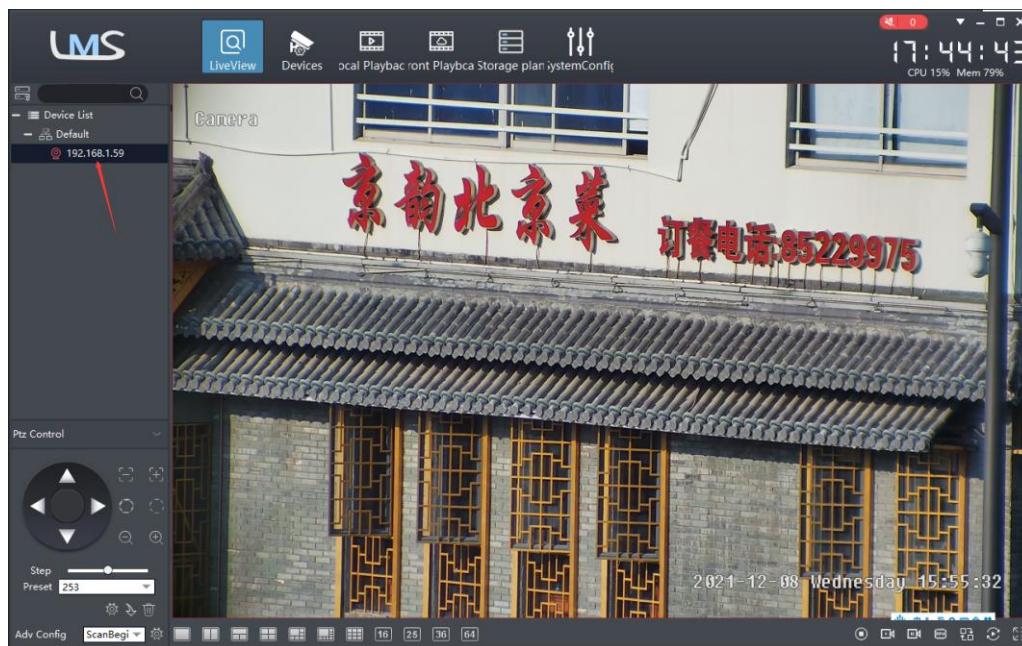 LMS
LiveView
Devices
ocal Playbac
ront Playbca
Storage plan
SystemConfig
0
17:44:43
CPU 15% Mem 79%
Device List
Default
192.168.1.59
Camera
京韵北京菜
订餐电话:85229975
2021-12-08 Wednesday 15:55:32
Ptz Control
Step
Preset 253
Adv Config ScanBegi
16 25 36 64